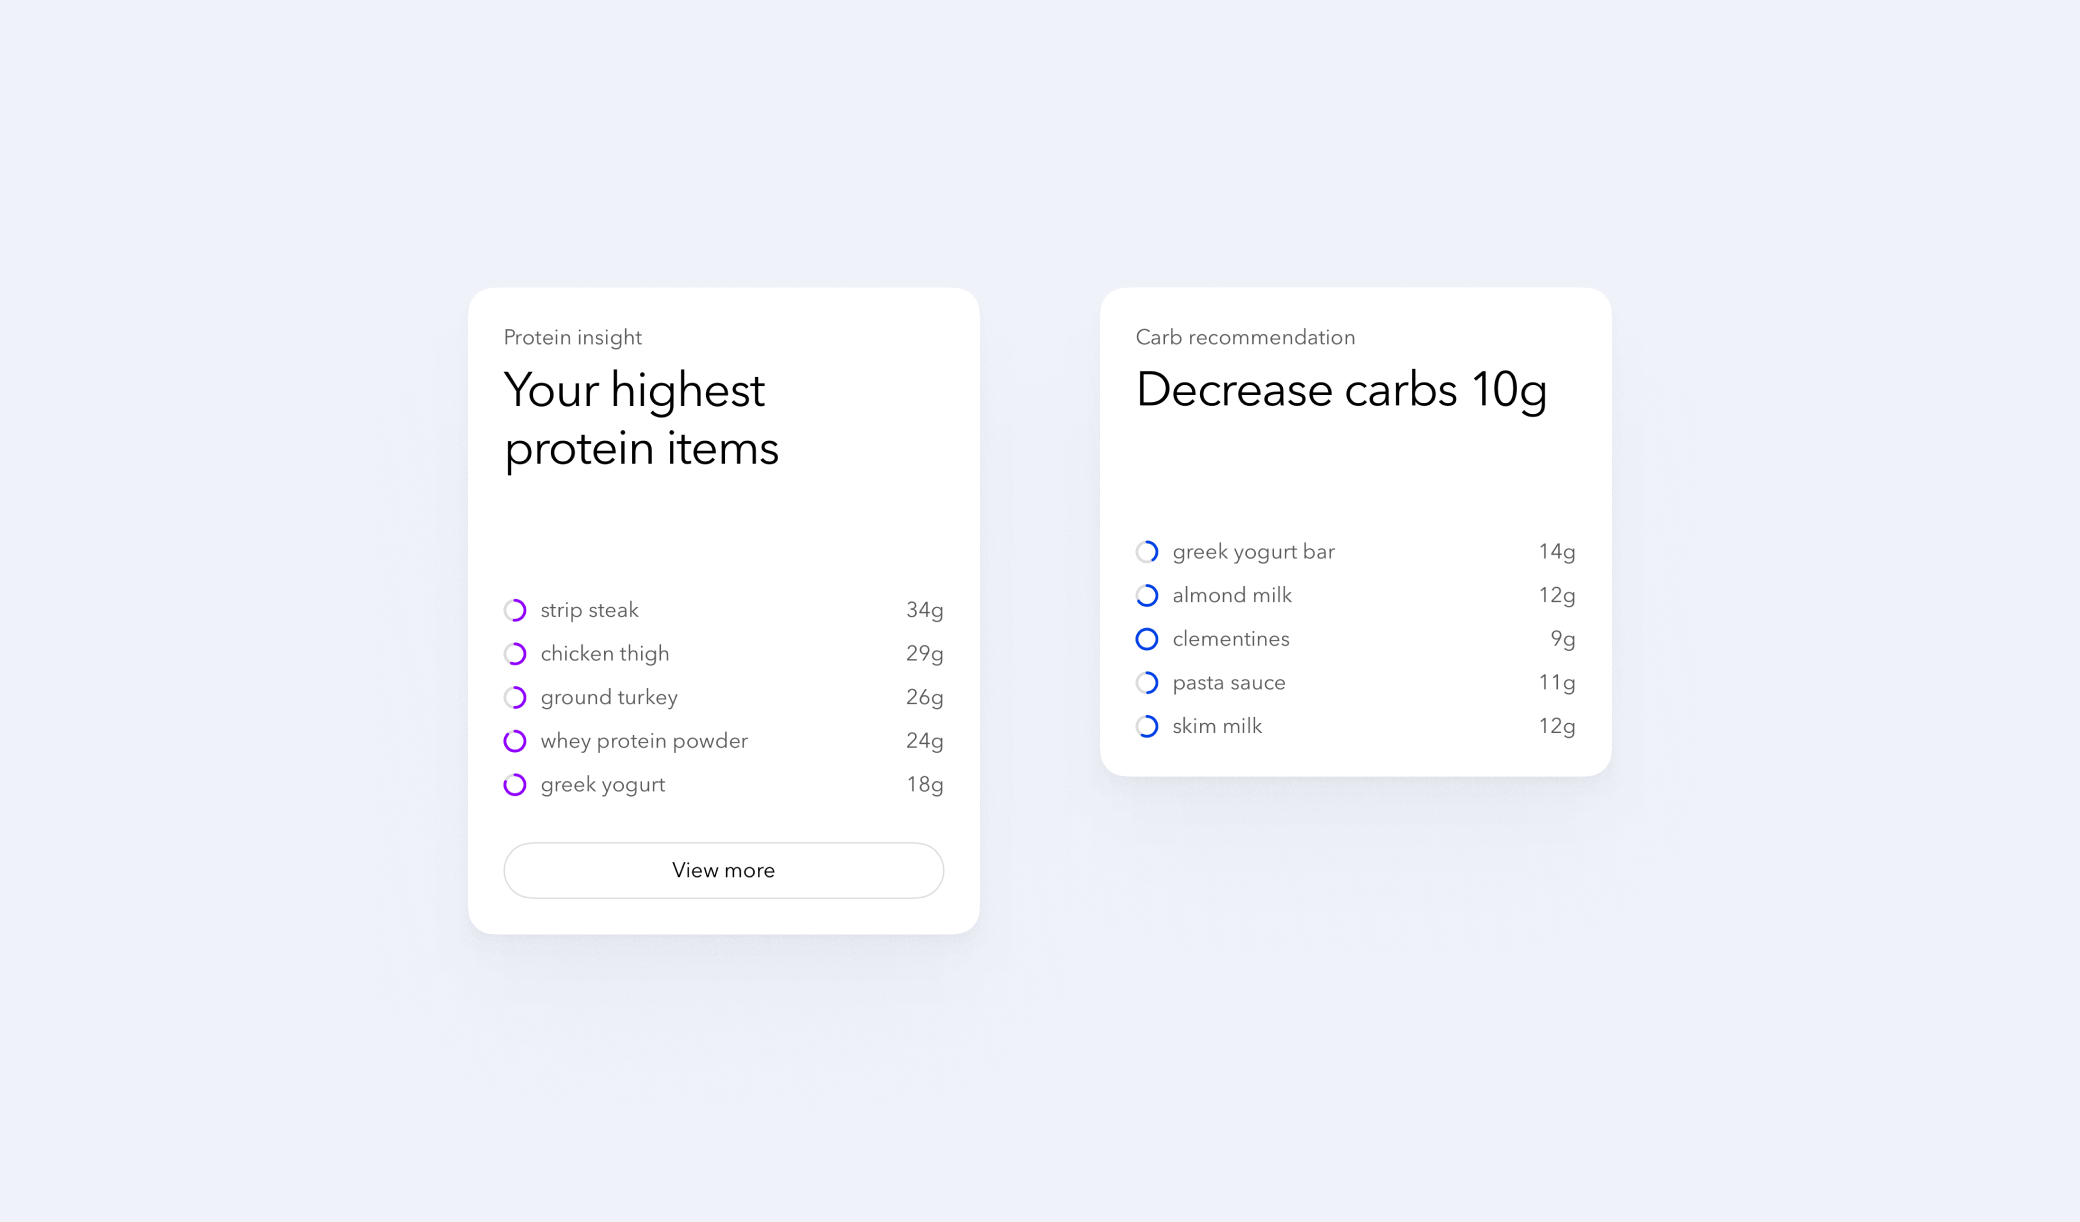 Protein insight
Your highest
protein items
strip steak 34g
chicken thigh 29g
ground turkey 26g
whey protein powder 24g
greek yogurt 18g
View more
Carb recommendation
Decrease carbs 10g
greek yogurt bar 14g
almond milk 12g
clementines 9g
pasta sauce 11g
skim milk 12g